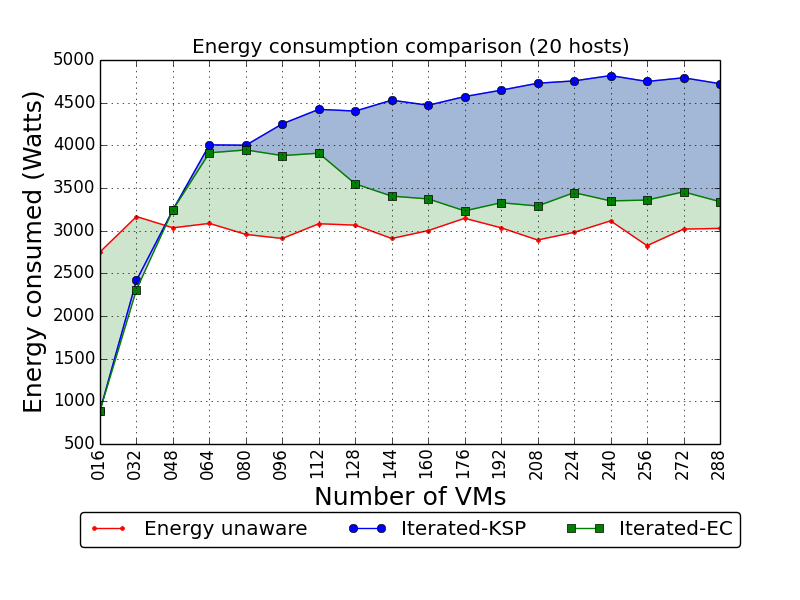 Energy consumption comparison (20 hosts)
Energy consumed (Watts)
5000
4500
4000
3500
3000
2500
2000
1500
1000
500
016 032 048 064 080 096 112 128 144 160 176 192 208 224 240 256 272 288
Number of VMs
Energy unaware Iterated-KSP Iterated-EC